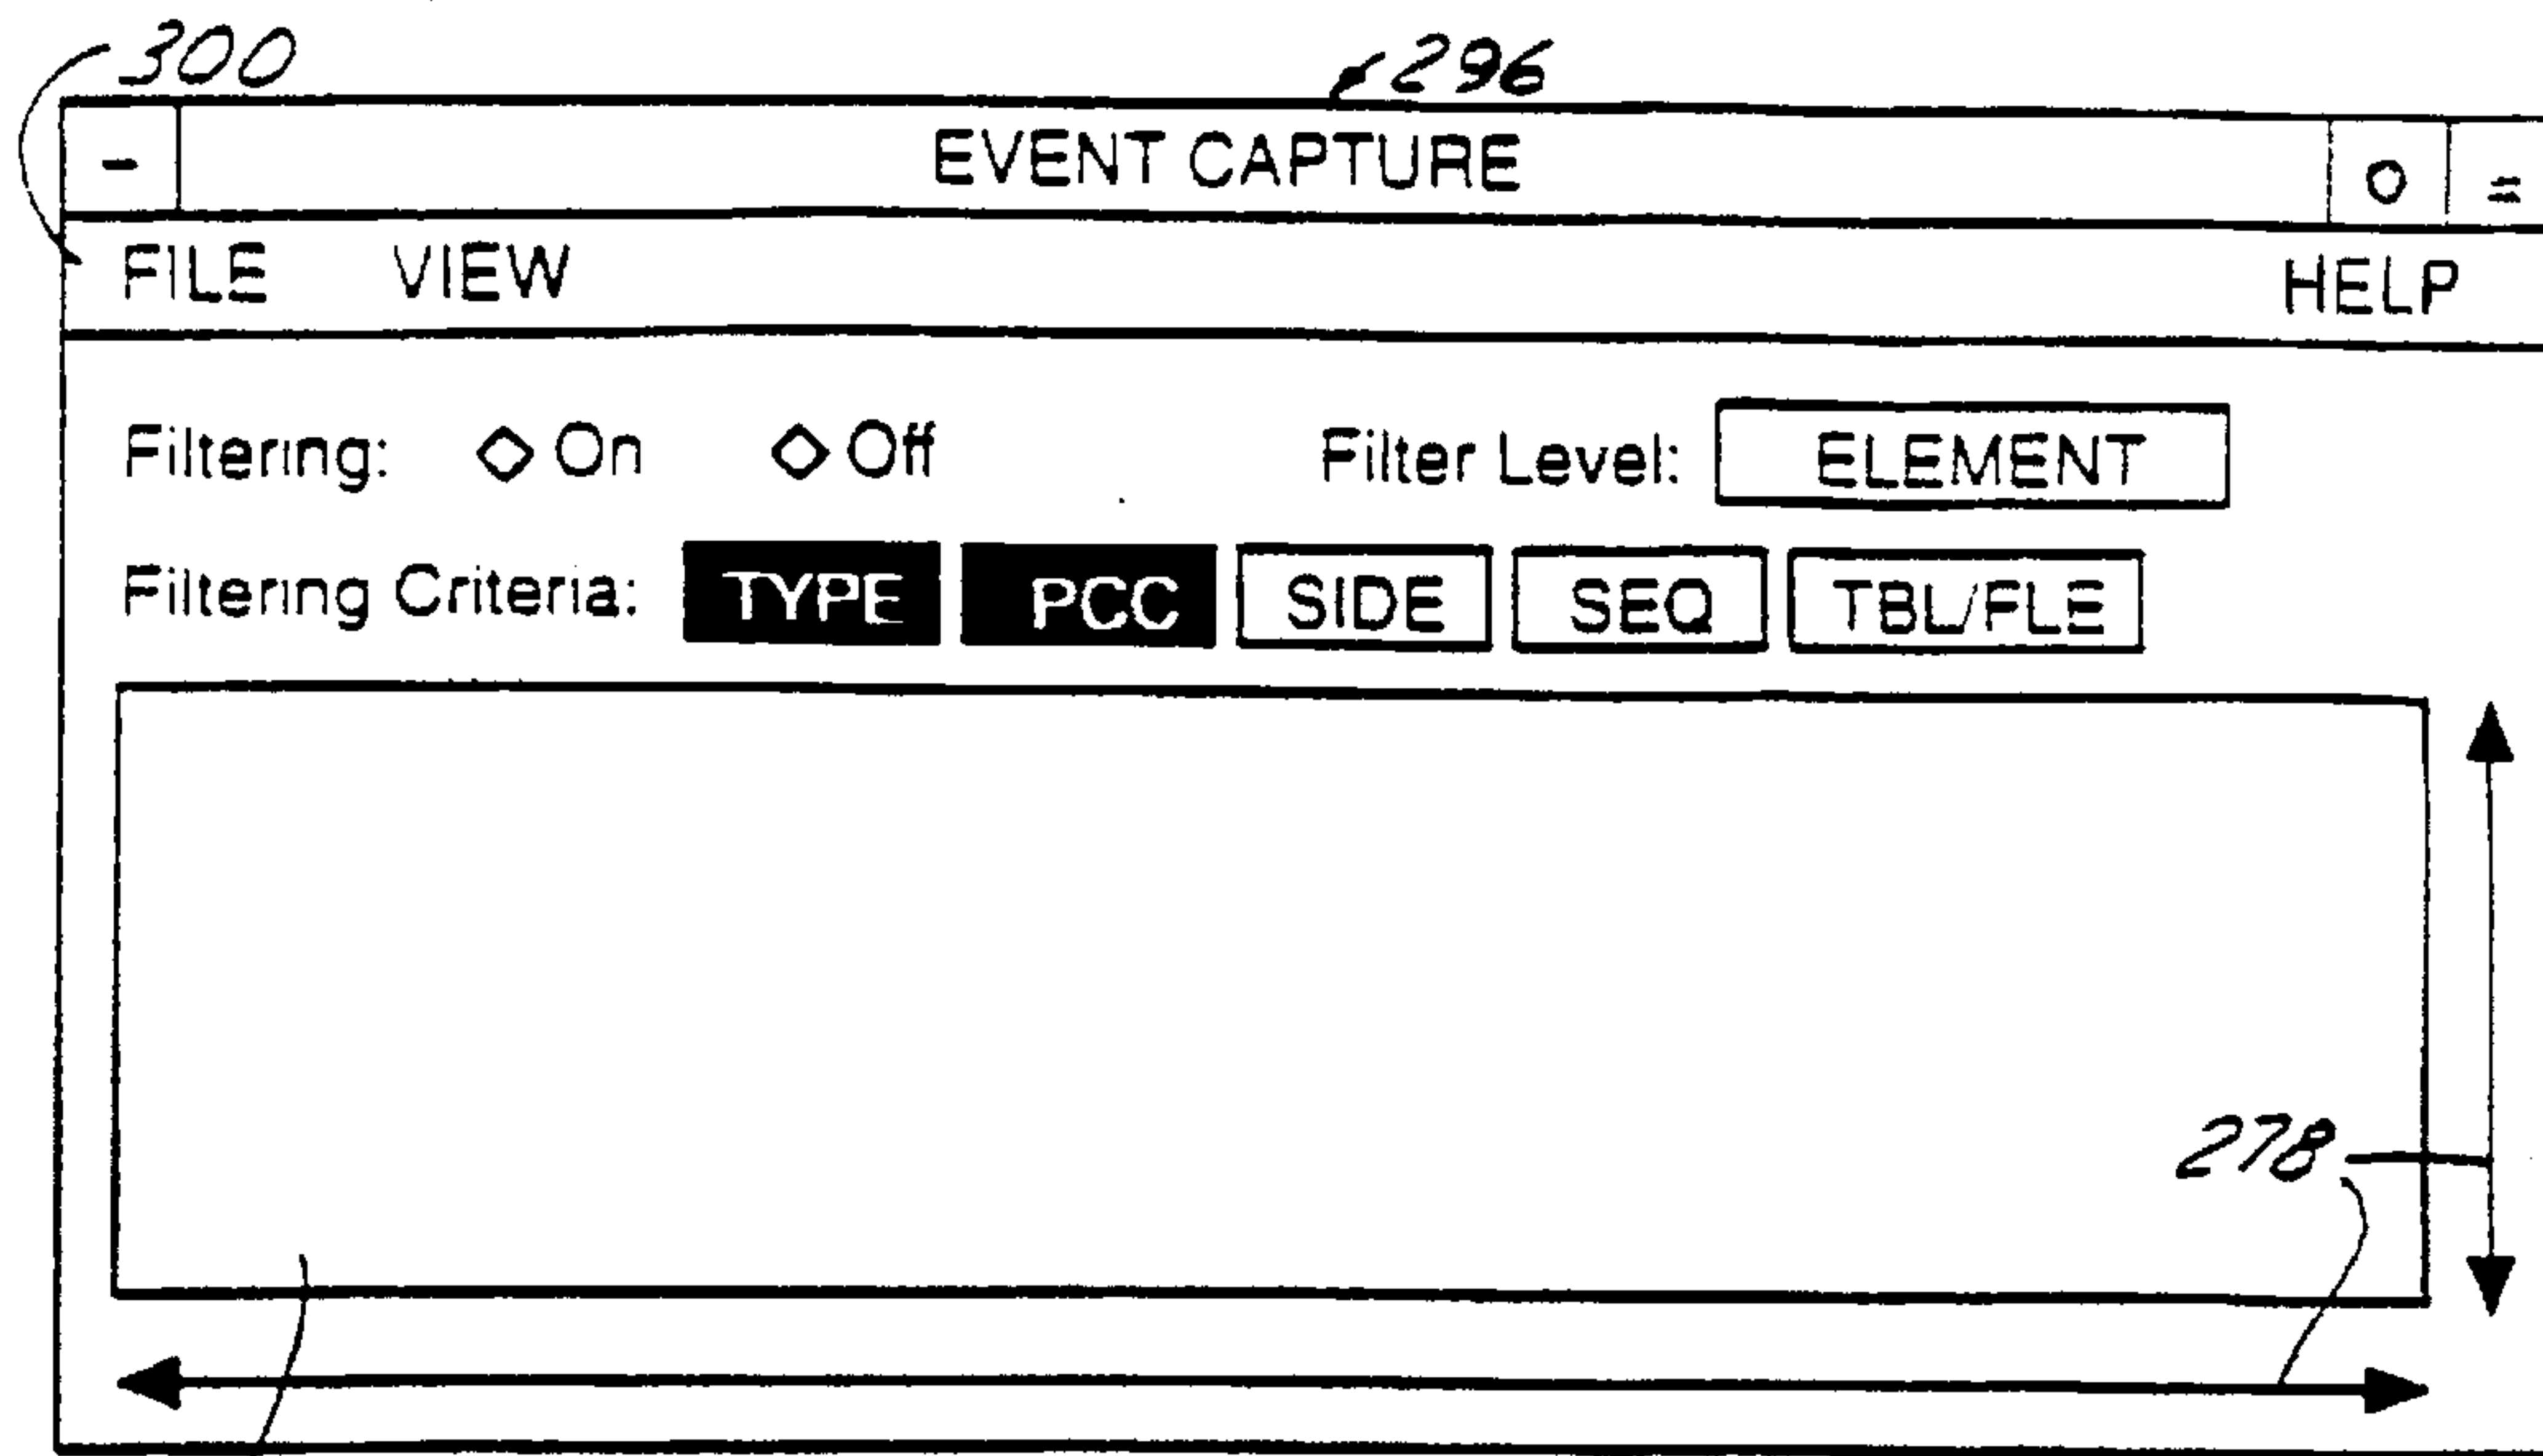 300 296
- EVENT CAPTURE O =
FILE VIEW HELP
Filtering: ◇ On ◇ Off Filter Level: ELEMENT
Filtering Criteria: TYPE PCC SIDE SEQ TBL/FLE
278